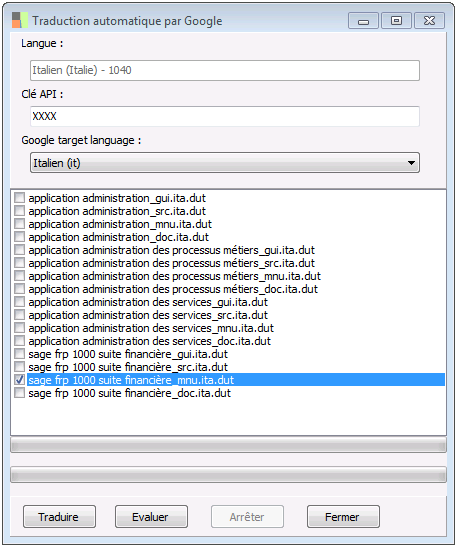 Traduction automatique par Google
Langue :
Italien (Italie) - 1040
Clé API :
XXXX
Google target language :
Italien (it)
application administration_gui.ita.dut
application administration_src.ita.dut
application administration_mnu.ita.dut
application administration_doc.ita.dut
application administration des processus métiers_gui.ita.dut
application administration des processus métiers_src.ita.dut
application administration des processus métiers_mnu.ita.dut
application administration des processus métiers_doc.ita.dut
application administration des services_gui.ita.dut
application administration des services_src.ita.dut
application administration des services_mnu.ita.dut
application administration des services_doc.ita.dut
sage frp 1000 suite financière_gui.ita.dut
sage frp 1000 suite financière_src.ita.dut
sage frp 1000 suite financière_mnu.ita.dut
sage frp 1000 suite financière_doc.ita.dut
Traduire Evaluer Arrêter Fermer